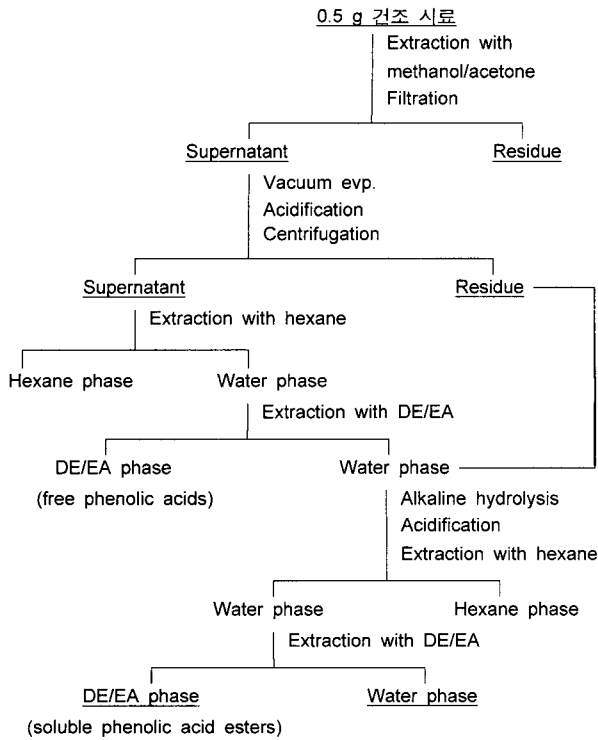 0.5 g 건조 시료
Extraction with
methanol/acetone
Filtration
Supernatant
Residue
Vacuum evp.
Acidification
Centrifugation
Supernatant
Residue
Extraction with hexane
Hexane phase
Water phase
Extraction with DE/EA
DE/EA phase
(free phenolic acids)
Water phase
Alkaline hydrolysis
Acidification
Extraction with hexane
Water phase
Hexane phase
Extraction with DE/EA
DE/EA phase
(soluble phenolic acid esters)
Water phase